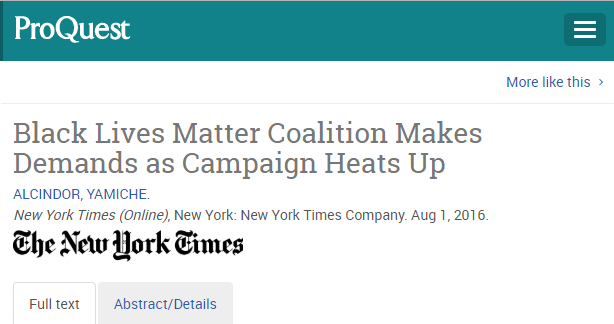 ProQuest
More like this ›
Black Lives Matter Coalition Makes
Demands as Campaign Heats Up
ALCINDOR, YAMICHE.
New York Times (Online), New York: New York Times Company. Aug 1, 2016.
The New York Times
Full text
Abstract/Details